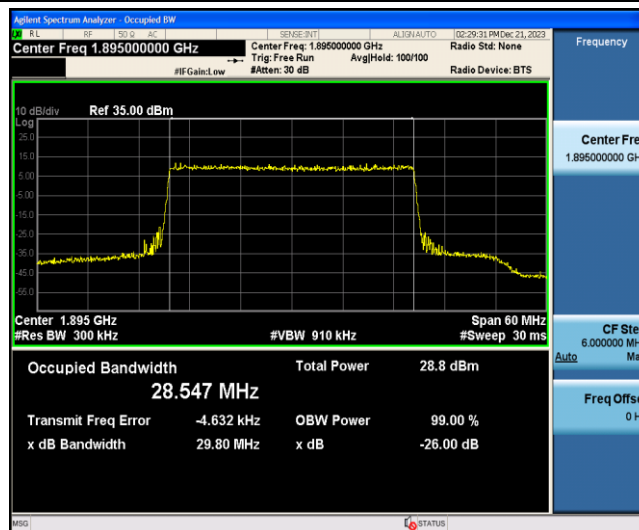 Agilent Spectrum Analyzer - Occupied BW
RL RF 50 Ω AC SENSE:INT ALIGNAUTO 02:29:31 PM Dec 21, 2023
Center Freq 1.895000000 GHz
Center Freq: 1.895000000 GHz
Radio Std: None
Trig: Free Run
Avg|Hold: 100/100
#IFGain:Low
#Atten: 30 dB
Radio Device: BTS
10 dB/div
Ref 35.00 dBm
Log
25.0
15.0
5.00
-5.00
-15.0
-25.0
-35.0
-45.0
-55.0
Center 1.895 GHz
Span 60 MHz
#Res BW 300 kHz
#VBW 910 kHz
#Sweep 30 ms
Occupied Bandwidth
Total Power 28.8 dBm
28.547 MHz
Transmit Freq Error -4.632 kHz
OBW Power 99.00 %
x dB Bandwidth 29.80 MHz
x dB -26.00 dB
MSG
STATUS
Frequency
Center Fre
1.895000000 GH
CF Ste
6.000000 MH
Auto Ma
Freq Offse
0 H